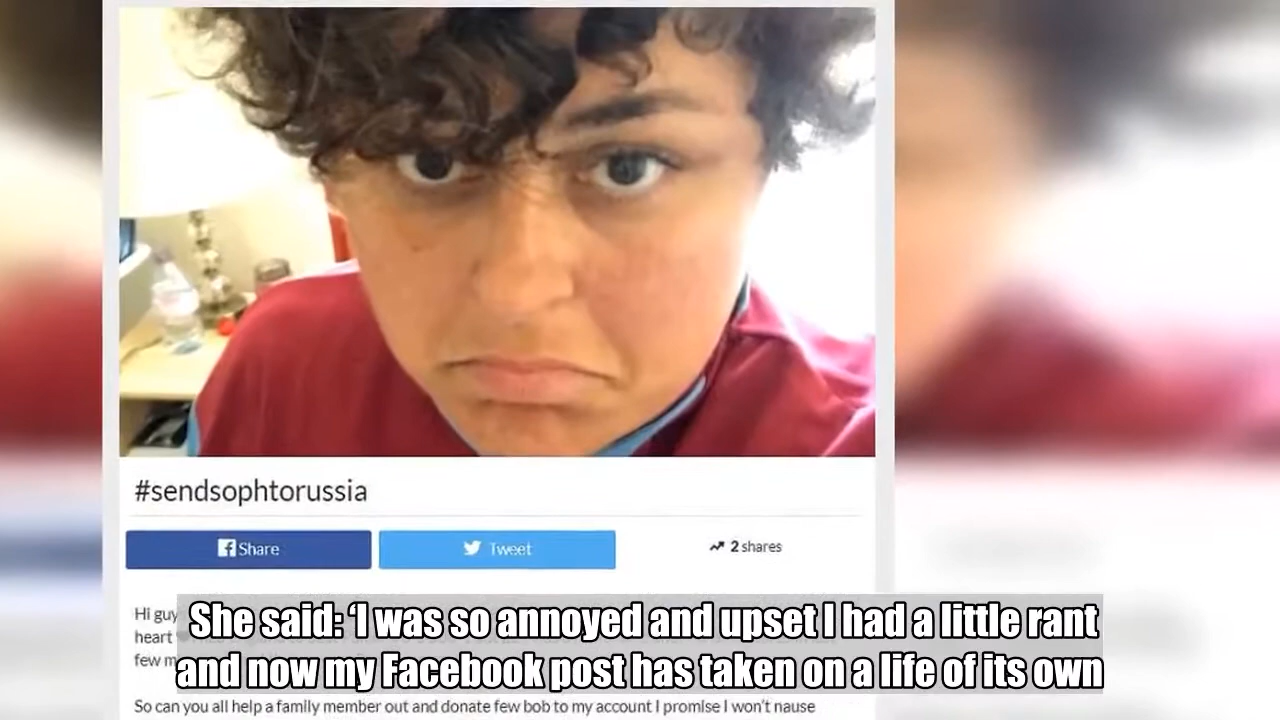 #sendsophtorussia
Share
Tweet
2 shares
Hi guy
heart
few m
She said: ‘I was so annoyed and upset I had a little rant
and now my Facebook post has taken on a life of its own
So can you all help a family member out and donate few bob to my account I promise I won't nause